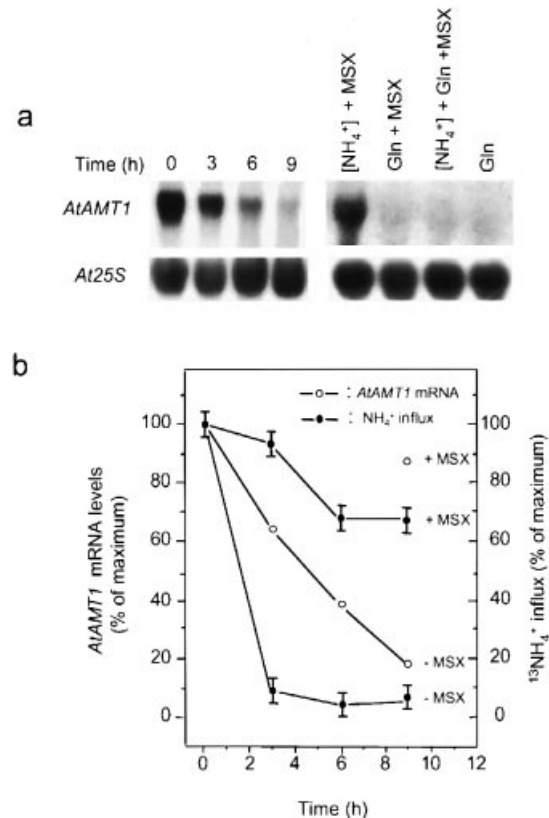 a
[NH₄⁺] + MSX
Gln + MSX
[NH₄⁺] + Gln +MSX
Gln
Time (h) 0 3 6 9
AtAMT1
At25S
b
: AtAMT1 mRNA
: NH₄⁺ influx
100
80
60
40
20
0
100
80
60
40
20
0
+ MSX
+ MSX
- MSX
- MSX
AtAMT1 mRNA levels
(% of maximum)
¹³NH₄⁺
influx (% of maximum)
0 2 4 6 8 10 12
Time (h)